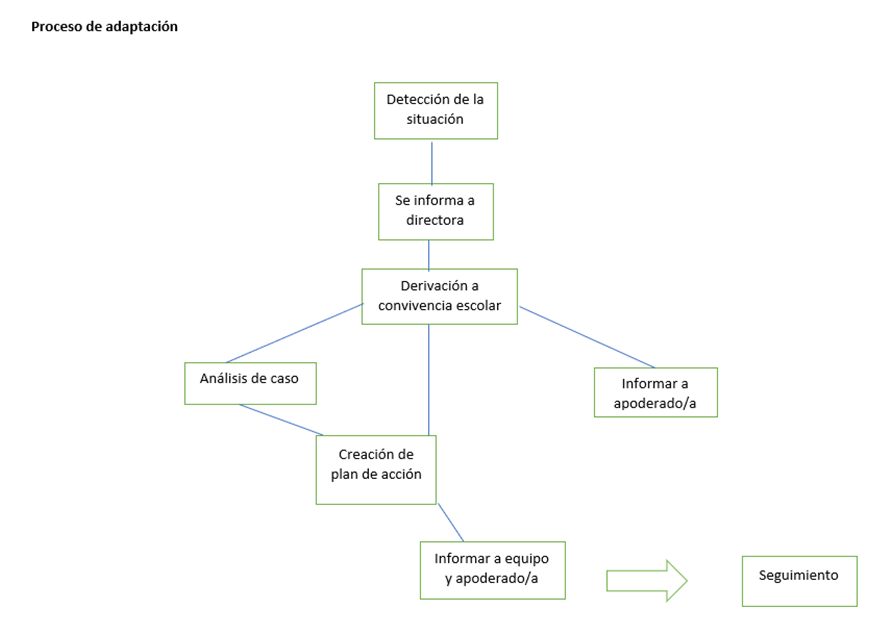 Proceso de adaptación
Detección de la
situación
Se informa a
directora
Derivación a
convivencia escolar
Análisis de caso
Informar a
apoderado/a
Creación de
plan de acción
Informar a equipo
y apoderado/a
Seguimiento